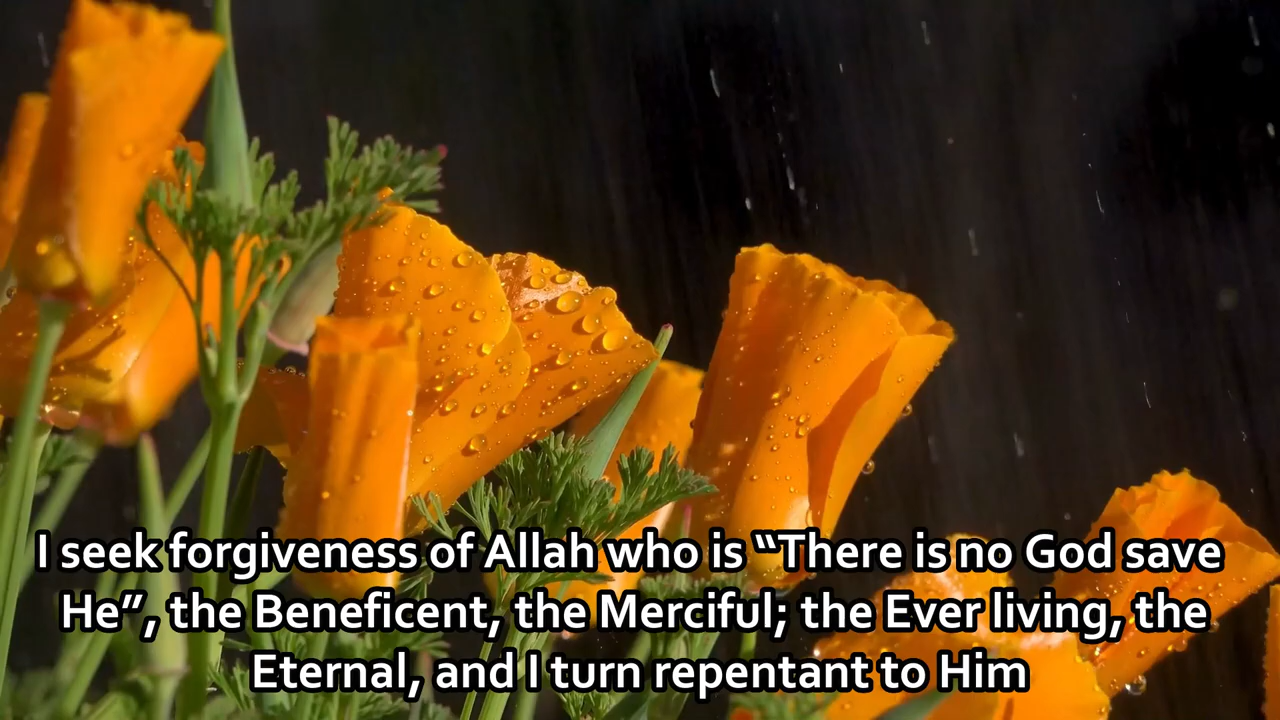 I seek forgiveness of Allah who is “There is no God save
He”, the Beneficent, the Merciful; the Ever living, the
Eternal, and I turn repentant to Him